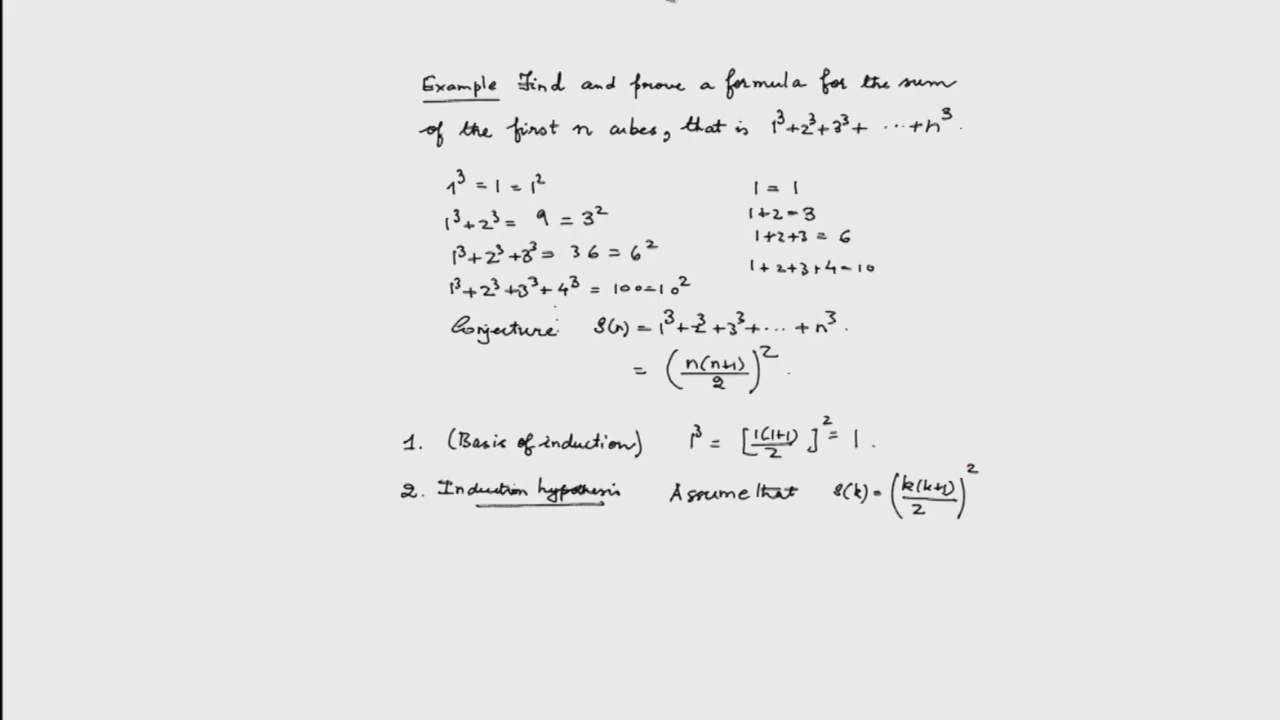 Example Find and prove a formula for the sum
of the first n cubes, that is 1³+2³+3³+ ⋯+n³.
1³ = 1 = 1²
1 = 1
1³+2³ = 9 = 3²
1+2=3
1³+2³+3³ = 36 = 6²
1+2+3 = 6
1³+2³+3³+4³ = 100=10²
1+2+3+4=10
Conjecture: S(n) = 1³+2³+3³+⋯+n³.
= (n(n+1)/2)².
1. (Basis of induction) 1³ = [1(1+1)/2]² = 1.
2. Induction hypothesis Assume that S(k) = (k(k+1)/2)²